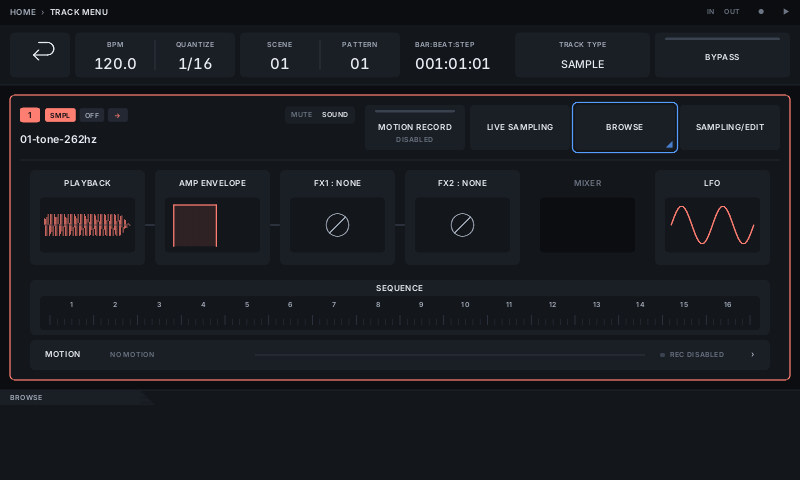 HOME › TRACK MENU
IN OUT
BPM QUANTIZE SCENE PATTERN BAR:BEAT:STEP TRACK TYPE
120.0 1/16 01 01 001:01:01 SAMPLE BYPASS
1 SMPL OFF → MUTE SOUND
01-tone-262hz
MOTION RECORD LIVE SAMPLING BROWSE SAMPLING/EDIT
DISABLED
PLAYBACK AMP ENVELOPE FX1 : NONE FX2 : NONE MIXER LFO
SEQUENCE
1 2 3 4 5 6 7 8 9 10 11 12 13 14 15 16
MOTION NO MOTION REC DISABLED ›
BROWSE